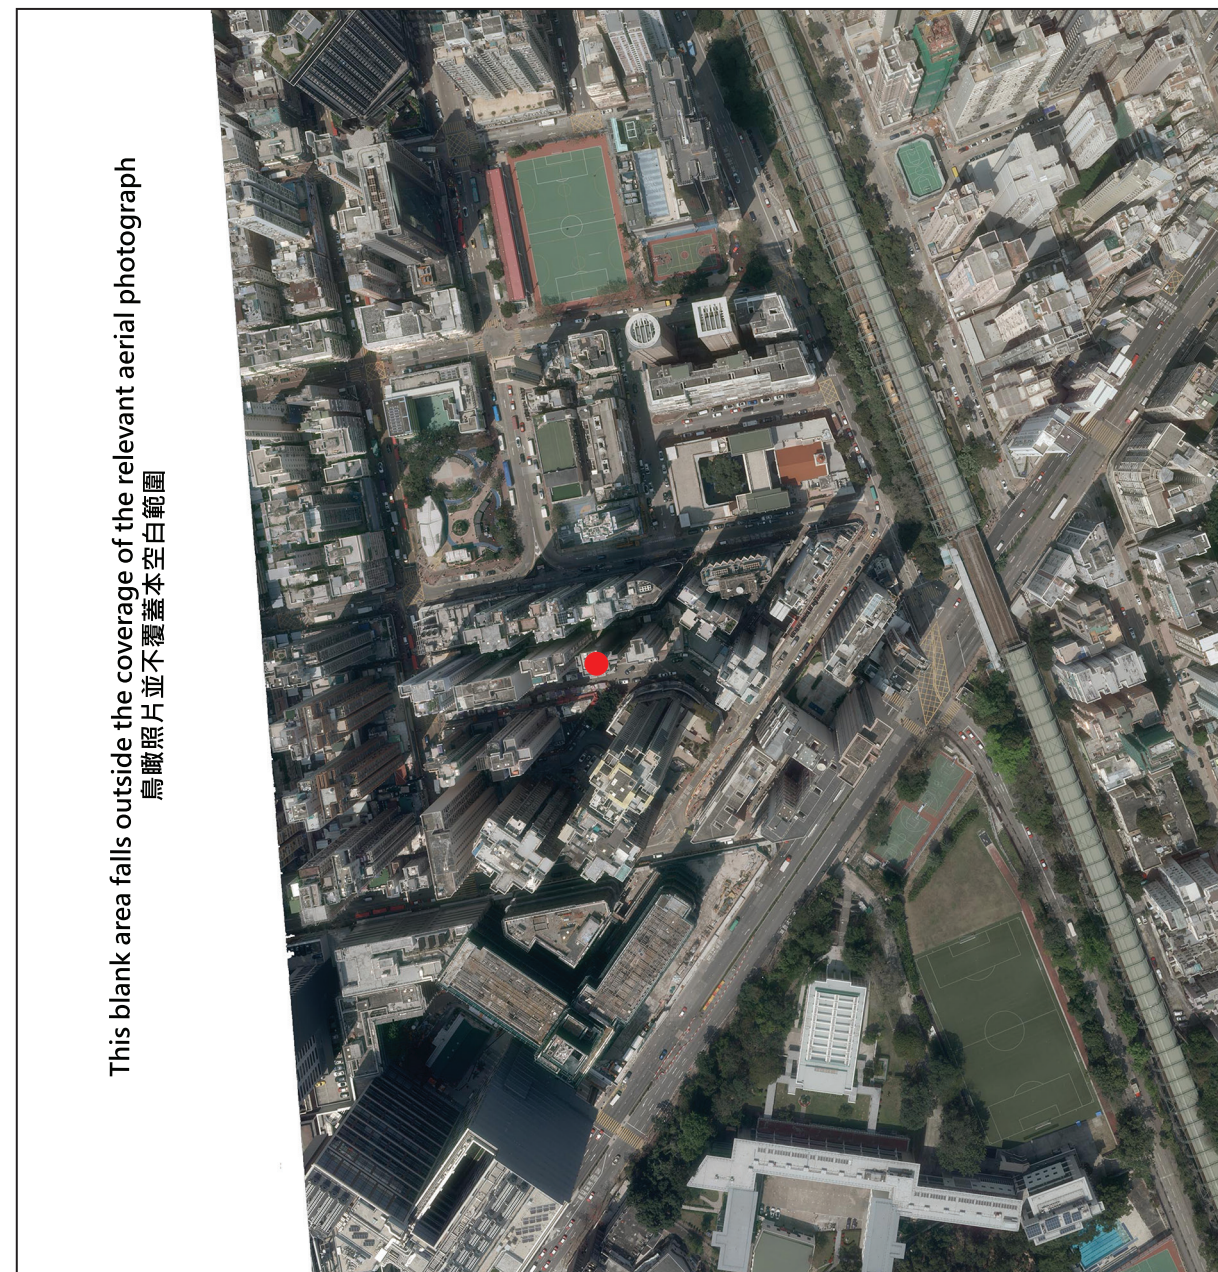 This blank area falls outside the coverage of the relevant aerial photograph
鳥瞰照片並不覆蓋本空白範圍